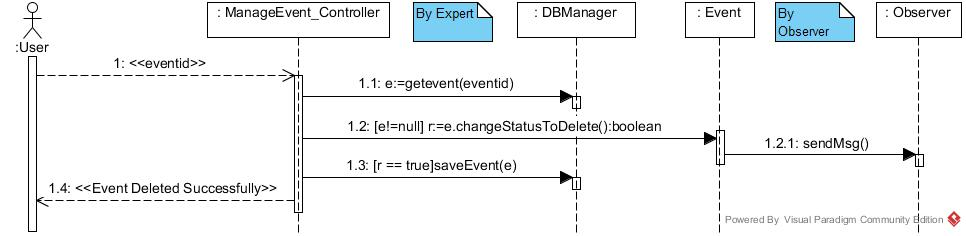 : ManageEvent_Controller
By Expert
: DBManager
: Event
By
Observer
: Observer
:User
1: <<eventid>>
1.1: e:=getevent(eventid)
1.2: [e!=null] r:=e.changeStatusToDelete():boolean
1.2.1: sendMsg()
1.3: [r == true]saveEvent(e)
1.4: <<Event Deleted Successfully>>
Powered By Visual Paradigm Community Edition